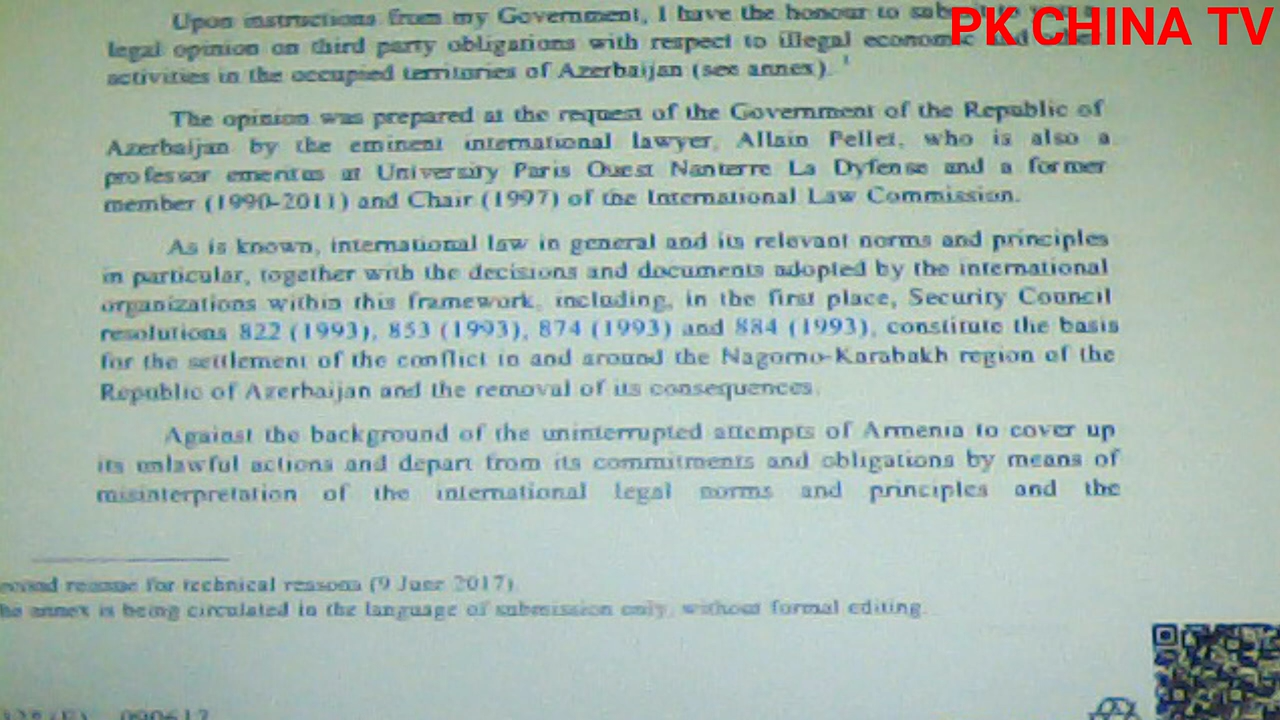 PK CHINA TV
Upon instructions from my Government, I have the honour to submit to
legal opinion on third party obligations with respect to illegal economic and other
activities in the occupied territories of Azerbaijan (see annex). 1
The opinion was prepared at the request of the Government of the Republic of
Azerbaijan by the eminent international lawyer, Allain Pellet, who is also a
professor emeritus at University Paris Ouest Nanterre La Dyfense and a former
member (1990-2011) and Chair (1997) of the International Law Commission.
As is known, international law in general and its relevant norms and principles
in particular, together with the decisions and documents adopted by the international
organizations within this framework, including, in the first place, Security Council
resolutions 822 (1993), 853 (1993), 874 (1993) and 884 (1993), constitute the basis
for the settlement of the conflict in and around the Nagorno-Karabakh region of the
Republic of Azerbaijan and the removal of its consequences.
Against the background of the uninterrupted attempts of Armenia to cover up
its unlawful actions and depart from its commitments and obligations by means of
misinterpretation of the international legal norms and principles and the
reissue for technical reasons (9 June 2017)
annex is being circulated in the language of submission only, without formal editing.
(E) 090617